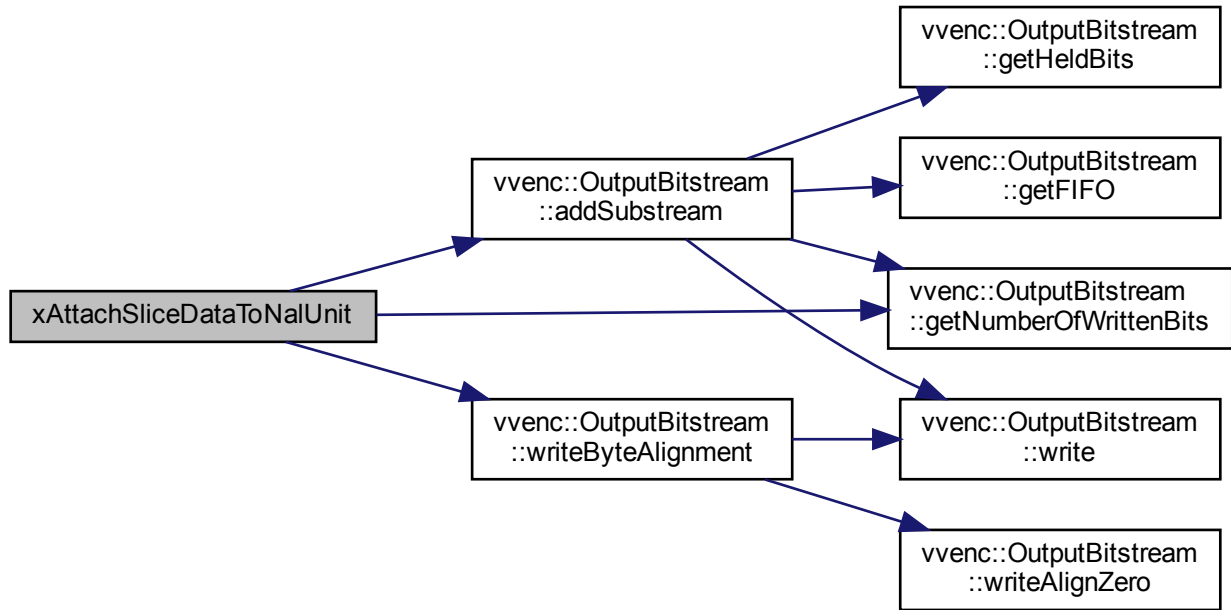 xAttachSliceDataToNalUnit
vvenc::OutputBitstream
::addSubstream
vvenc::OutputBitstream
::writeByteAlignment
vvenc::OutputBitstream
::getHeldBits
vvenc::OutputBitstream
::getFIFO
vvenc::OutputBitstream
::getNumberOfWrittenBits
vvenc::OutputBitstream
::write
vvenc::OutputBitstream
::writeAlignZero